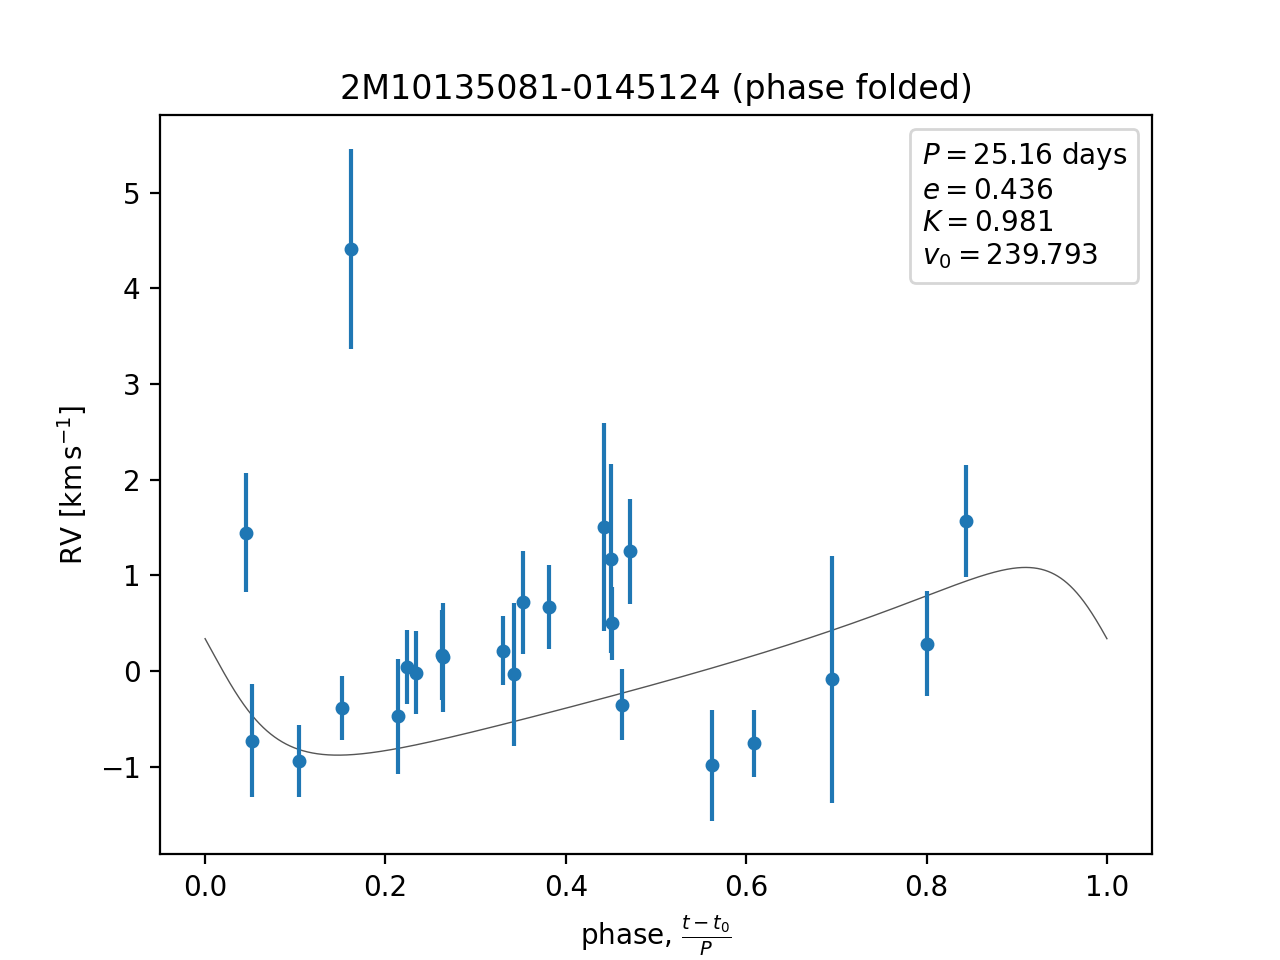 2M10135081-0145124 (phase folded)
P = 25.16 days
e = 0.436
K = 0.981
v₀ = 239.793
RV [km s⁻¹]
5
4
3
2
1
0
−1
0.0 0.2 0.4 0.6 0.8 1.0
phase, (t − t₀)/P